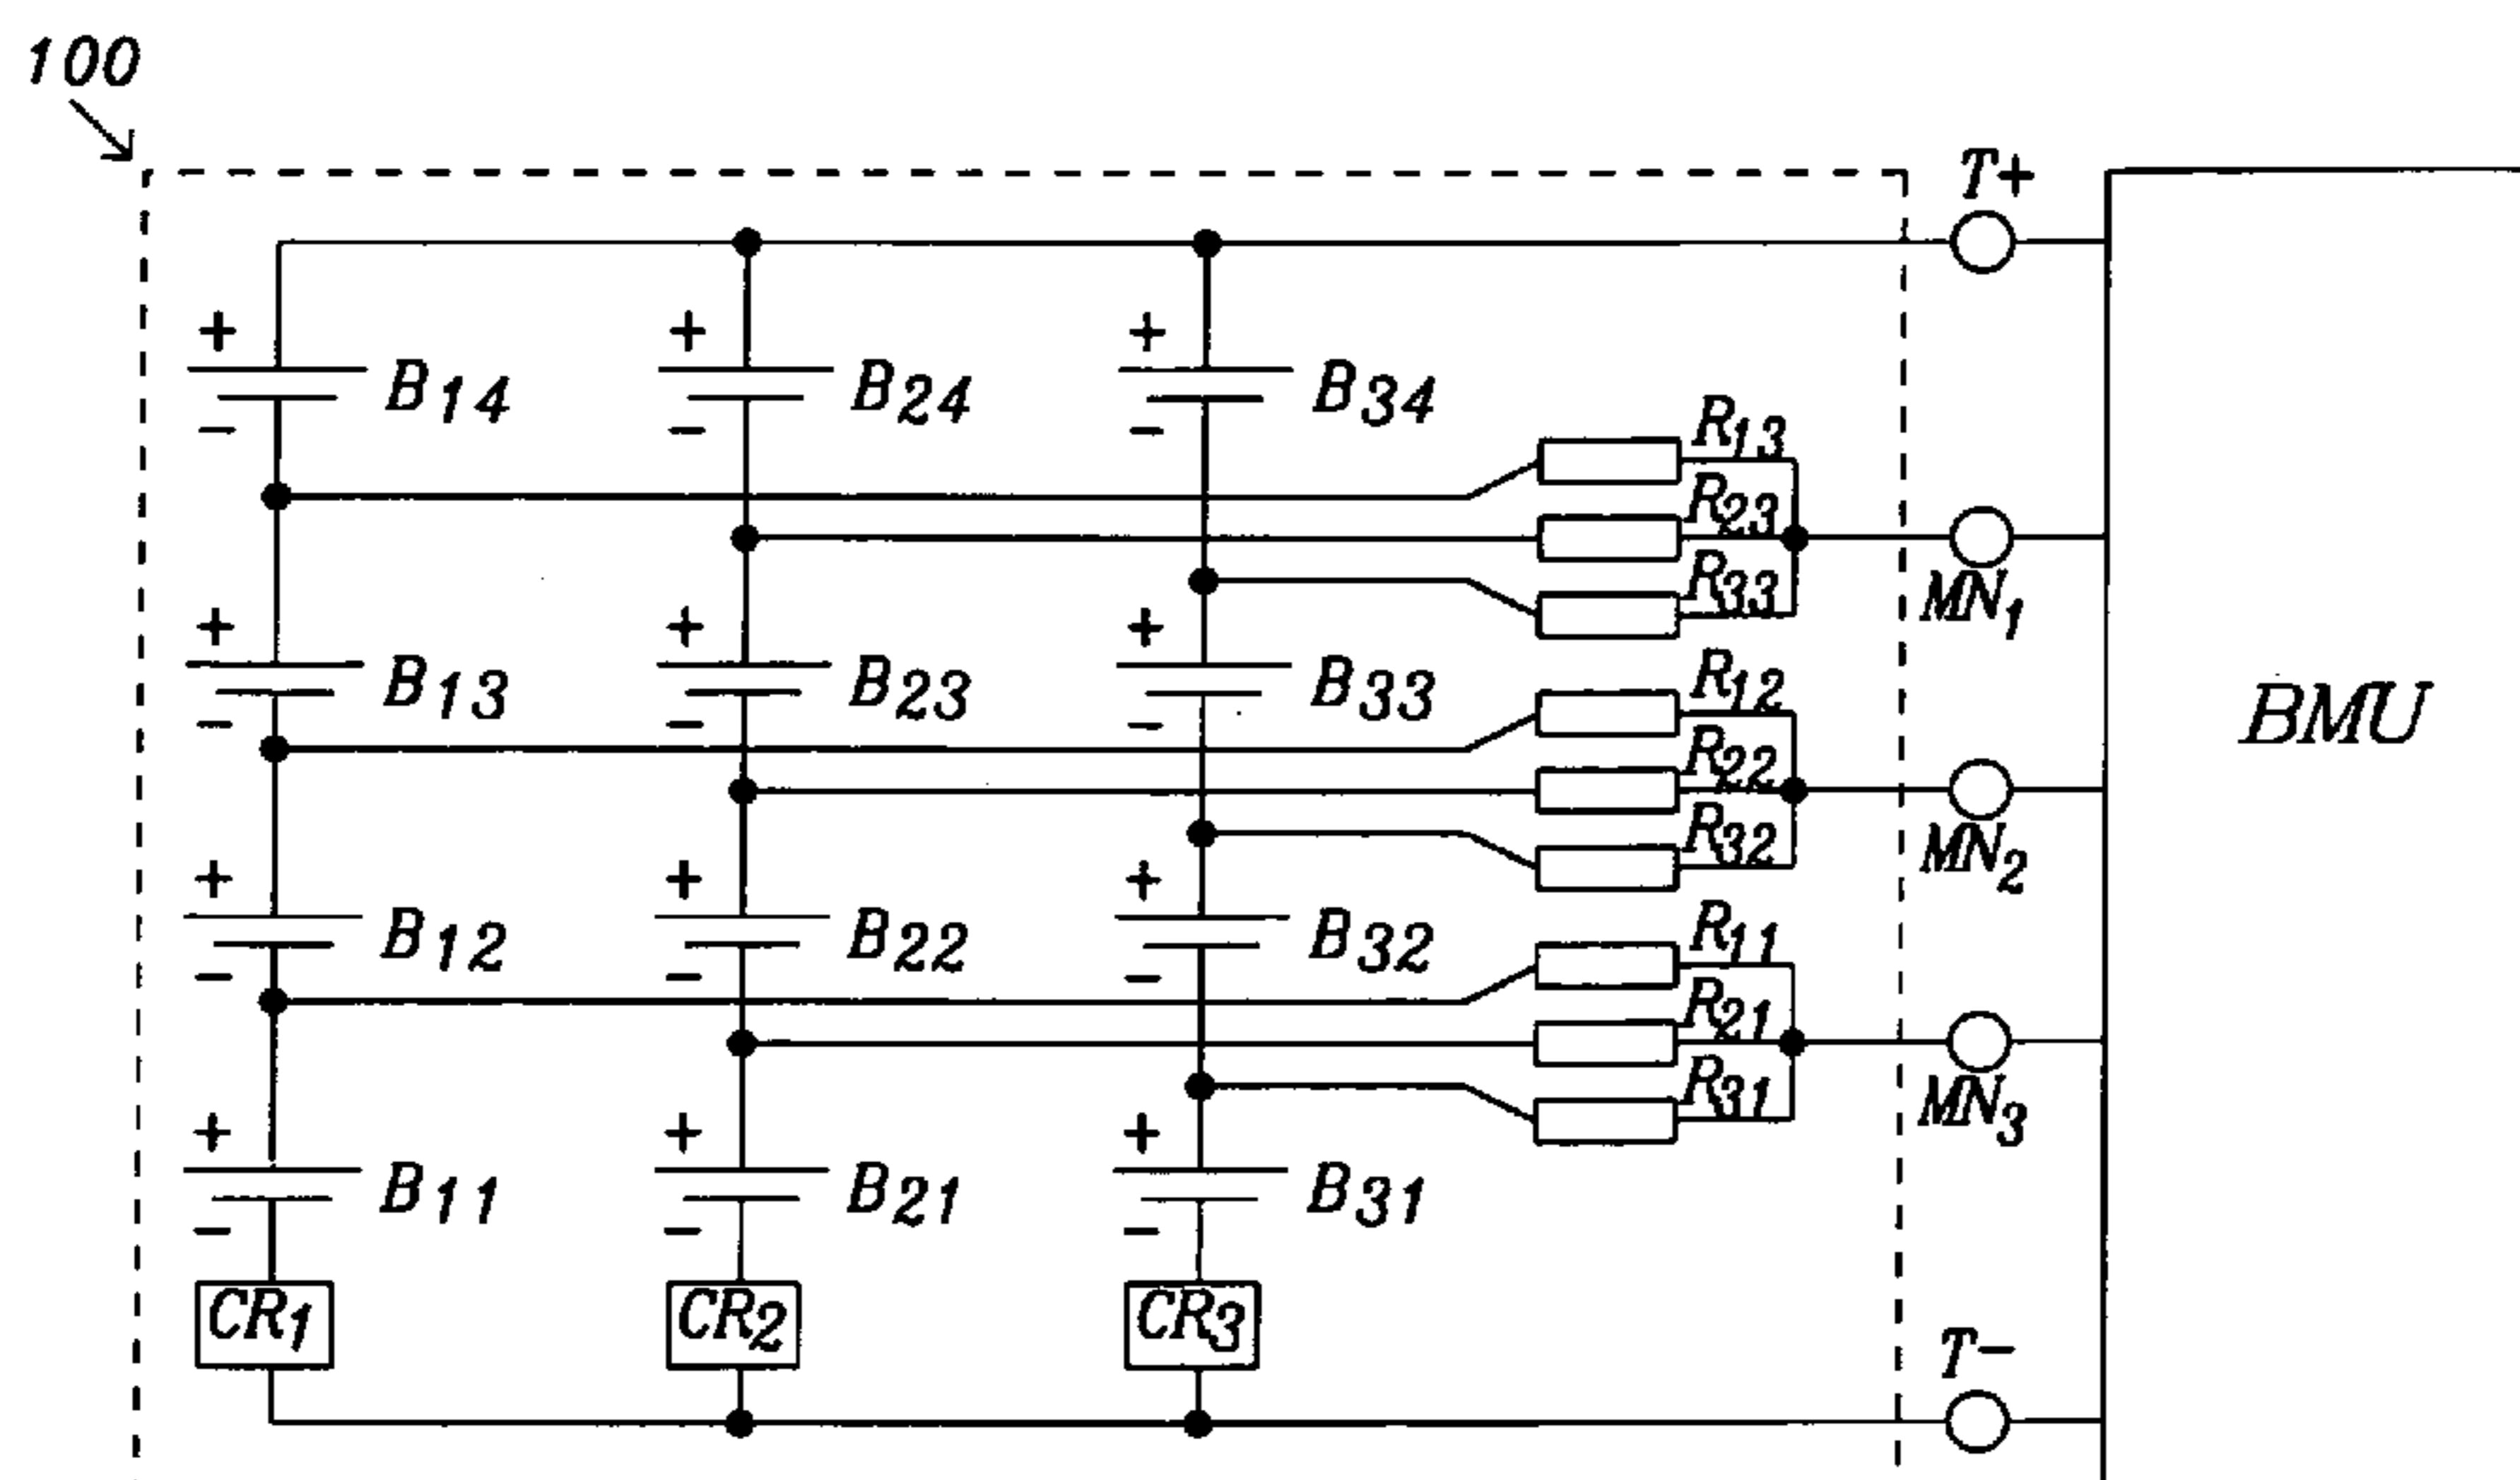 100
T+
+ + +
B14 B24 B34
- - -
R13
R23
R33
MN1
+ + +
B13 B23 B33
- - -
R12
R22
R32
MN2
BMU
+ + +
B12 B22 B32
- - -
R11
R21
R31
MN3
+ + +
B11 B21 B31
- - -
CR1 CR2 CR3
T-